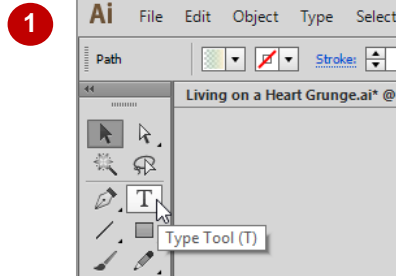 1
Ai File Edit Object Type Select
Path Stroke:
Living on a Heart Grunge.ai* @
T
Type Tool (T)